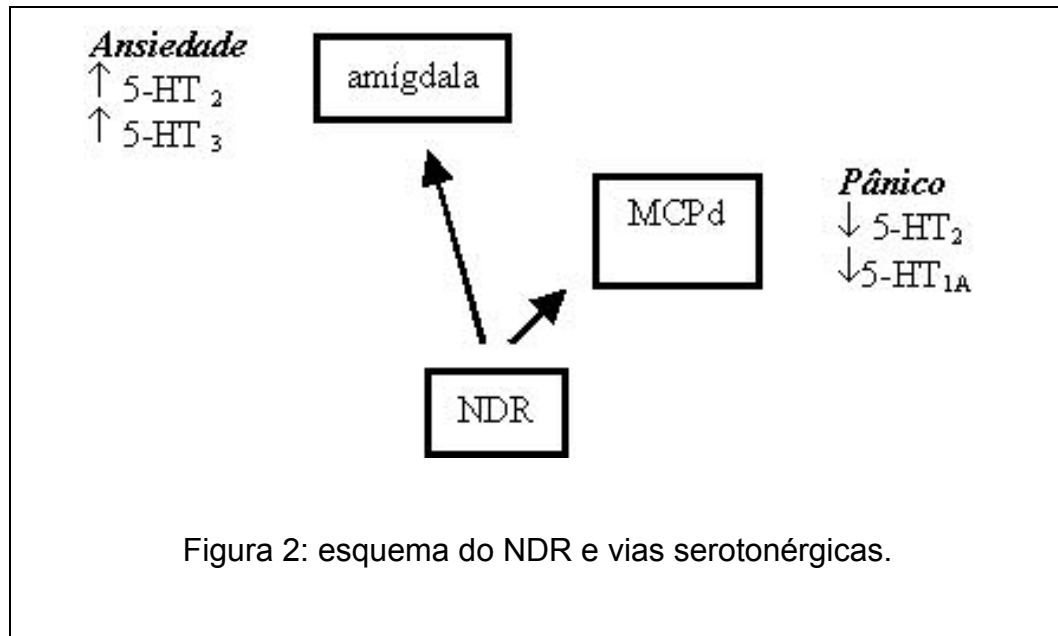 Ansiedade
↑ 5-HT 2
↑ 5-HT 3
amígdala
MCPd
Pânico
↓ 5-HT2
↓5-HT1A
NDR
Figura 2: esquema do NDR e vias serotonérgicas.